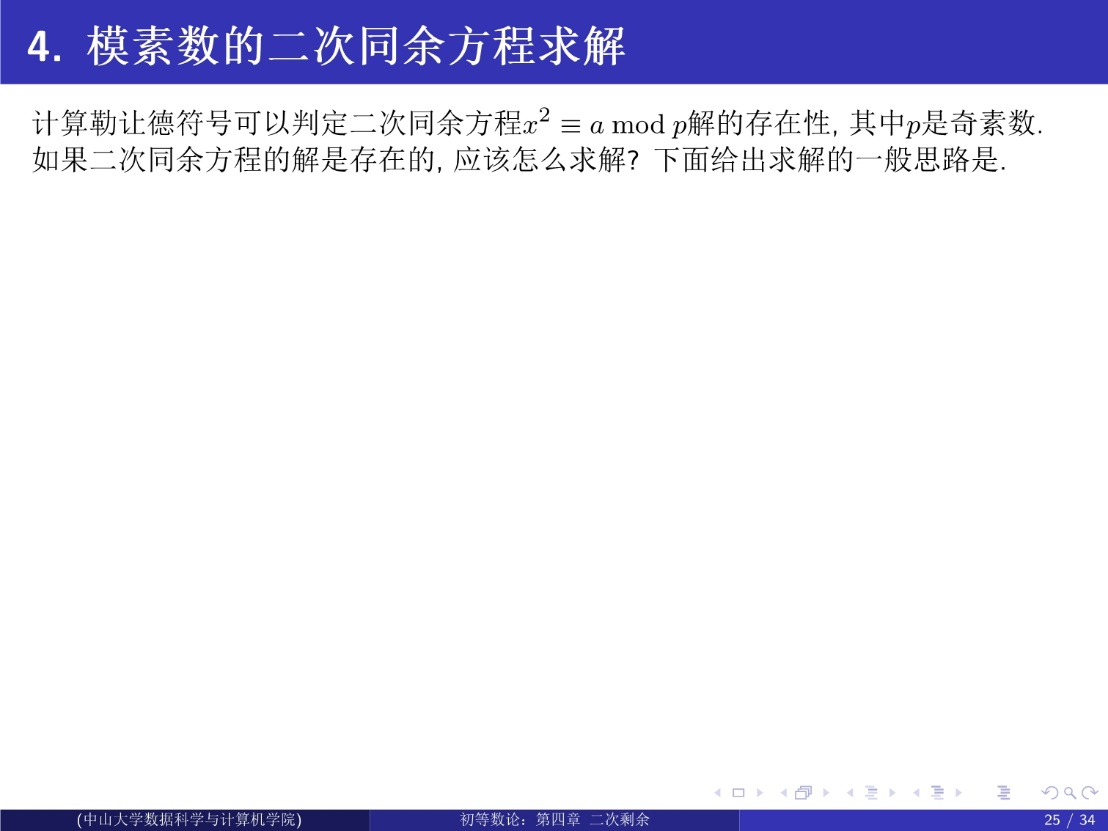 4. 模素数的二次同余方程求解
计算勒让德符号可以判定二次同余方程x² ≡ a mod p解的存在性, 其中p是奇素数.
如果二次同余方程的解是存在的, 应该怎么求解? 下面给出求解的一般思路是.
(中山大学数据科学与计算机学院) 初等数论：第四章 二次剩余 25 / 34